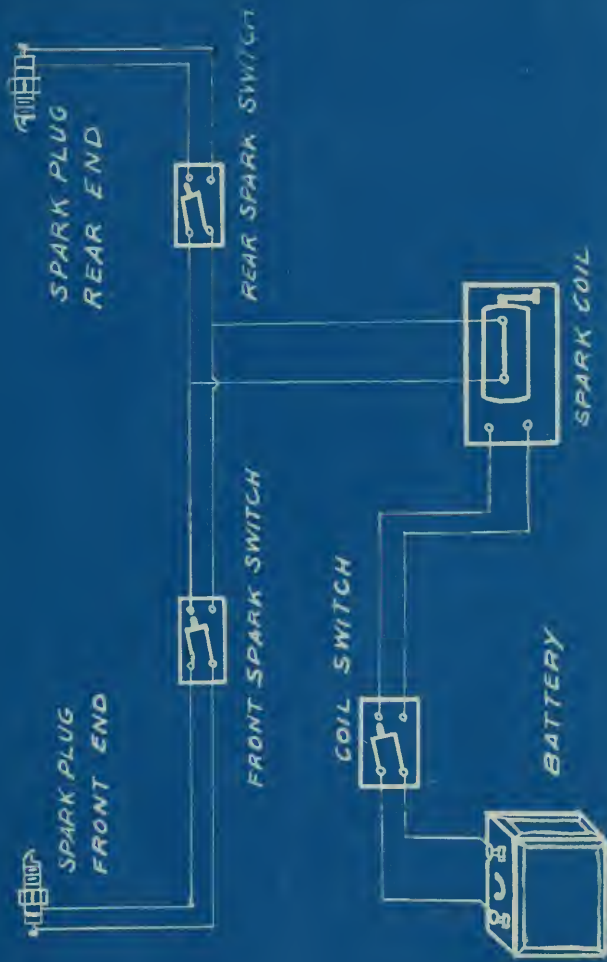 SPARK PLUG
FRONT END
SPARK PLUG
REAR END
FRONT SPARK SWITCH
REAR SPARK SWITCH
COIL SWITCH
BATTERY
SPARK COIL